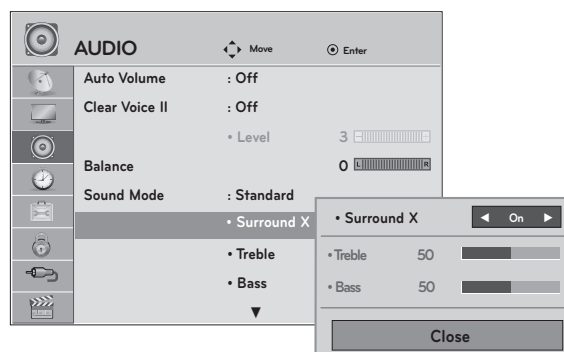 AUDIO Move Enter
Auto Volume : Off
Clear Voice II : Off
• Level 3 - +
Balance 0 L R
Sound Mode : Standard
• Surround X
• Treble
• Bass
▼
• Surround X ◀ On ▶
• Treble 50
• Bass 50
Close